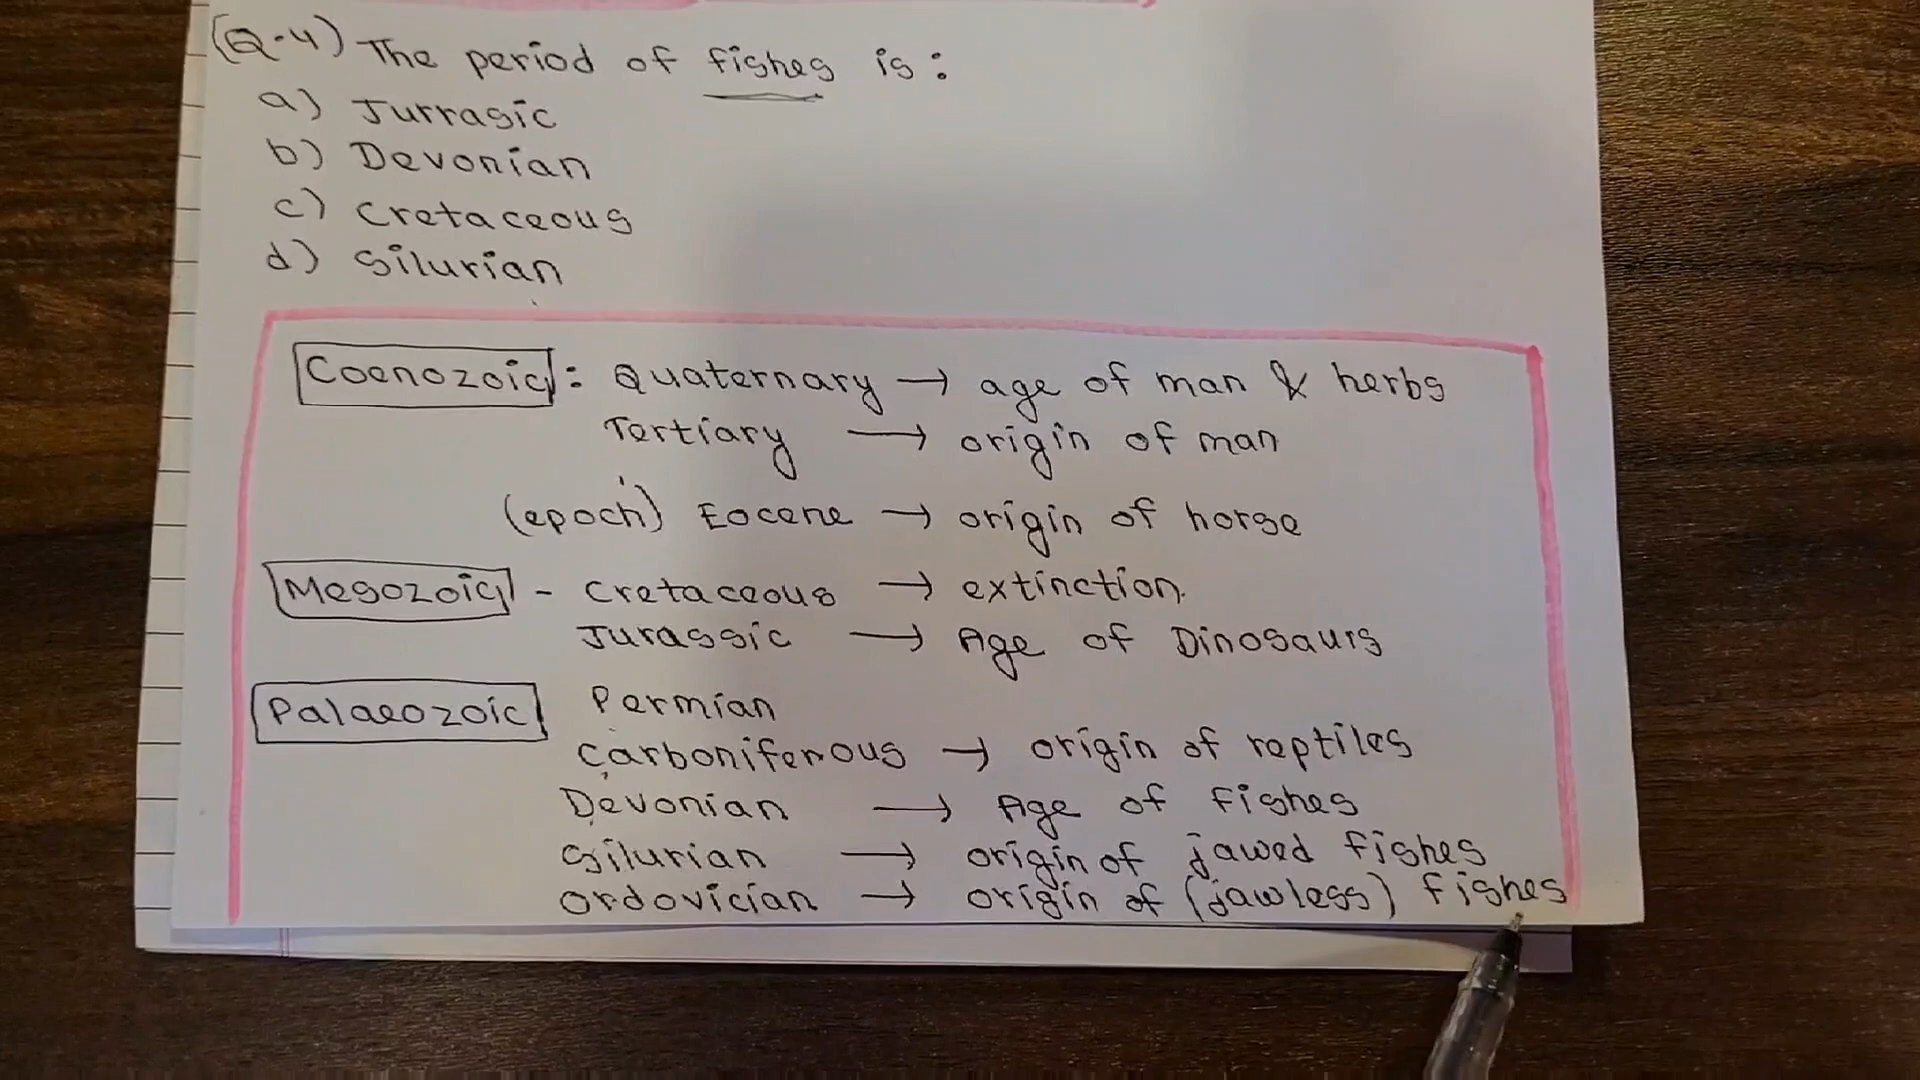 (Q-4) The period of fishes is:
a) Jurrasic
b) Devonian
c) Cretaceous
d) Silurian
Coenozoic: Quaternary → age of man & herbs
Tertiary → origin of man
(epoch) Eocene → origin of horse
Mesozoic - Cretaceous → extinction.
Jurassic → Age of Dinosaurs
Palaeozoic Permian
Carboniferous → origin of reptiles
Devonian → Age of fishes
Silurian → origin of jawed fishes
Ordovician → origin of (jawless) fishes